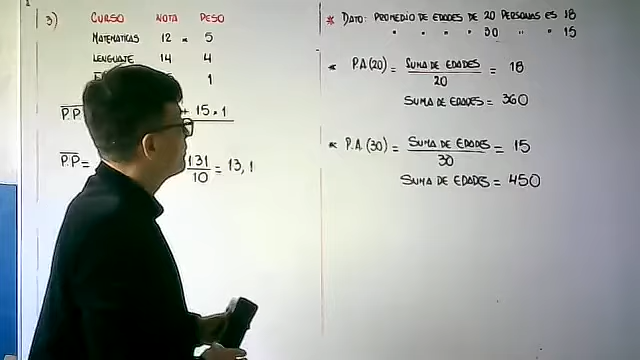 3) CURSO NOTA PESO
MATEMATICAS 12 × 5
LENGUAJE 14 4
1
P.P + 15.1
P.P = 131/10 = 13,1
* DATO: PROMEDIO DE EDADES DE 20 PERSONAS ES 18
" " " " 30 " " 15
* P.A(20) = SUMA DE EDADES/20 = 18
SUMA DE EDADES = 360
* P.A.(30) = SUMA DE EDADES/30 = 15
SUMA DE EDADES = 450